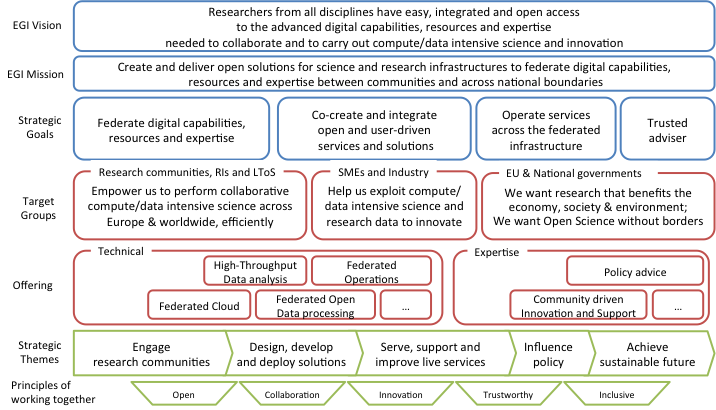 EGI Vision
Researchers from all disciplines have easy, integrated and open access
to the advanced digital capabilities, resources and expertise
needed to collaborate and to carry out compute/data intensive science and innovation
EGI Mission
Create and deliver open solutions for science and research infrastructures to federate digital capabilities,
resources and expertise between communities and across national boundaries
Strategic
Goals
Federate digital capabilities,
resources and expertise
Co-create and integrate
open and user-driven
services and solutions
Operate services
across the federated
infrastructure
Trusted
adviser
Target
Groups
Research communities, RIs and LToS
Empower us to perform collaborative
compute/data intensive science across
Europe & worldwide, efficiently
SMEs and Industry
Help us exploit compute/
data intensive science and
research data to innovate
EU & National governments
We want research that benefits the
economy, society & environment;
We want Open Science without borders
Offering
Technical
High-Throughput
Data analysis
Federated
Operations
Federated Cloud
Federated Open
Data processing
...
Expertise
Policy advice
Community driven
Innovation and Support
...
Strategic
Themes
Engage
research communities
Design, develop
and deploy solutions
Serve, support and
improve live services
Influence
policy
Achieve
sustainable future
Principles of
working together
Open
Collaboration
Innovation
Trustworthy
Inclusive